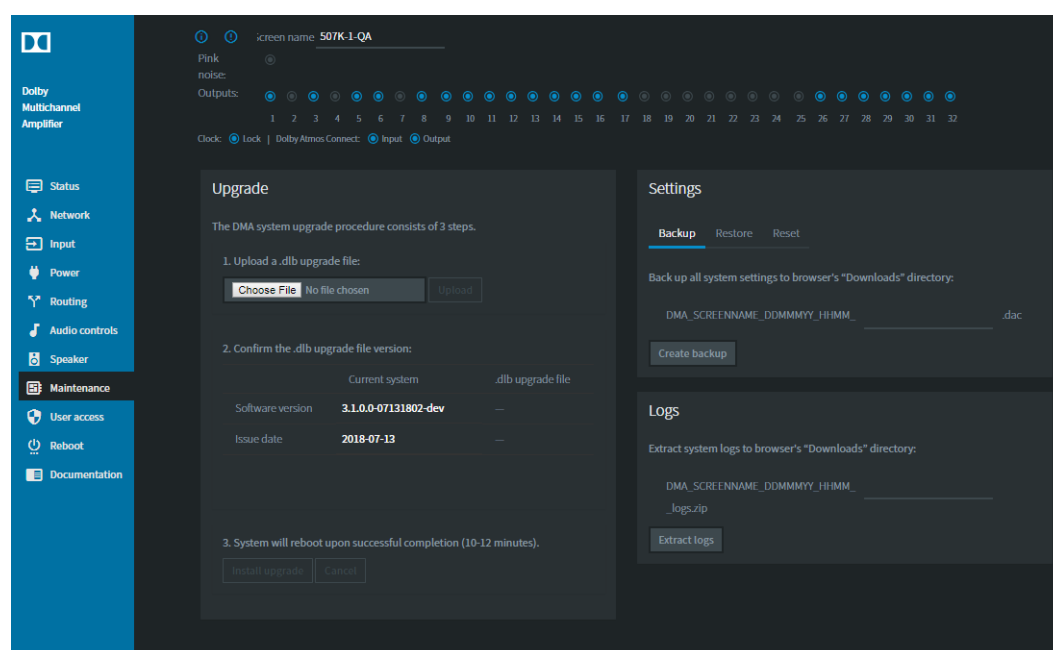 Screen name 507K-1-QA
Pink
noise:
Outputs:
1 2 3 4 5 6 7 8 9 10 11 12 13 14 15 16 17 18 19 20 21 22 23 24 25 26 27 28 29 30 31 32
Clock: Lock | Dolby Atmos Connect: Input Output
Dolby
Multichannel
Amplifier
Status
Network
Input
Power
Routing
Audio controls
Speaker
Maintenance
User access
Reboot
Documentation
Upgrade
The DMA system upgrade procedure consists of 3 steps.
1. Upload a .dlb upgrade file:
Choose File No file chosen Upload
2. Confirm the .dlb upgrade file version:
Current system .dlb upgrade file
Software version 3.1.0.0-07131802-dev —
Issue date 2018-07-13 —
3. System will reboot upon successful completion (10-12 minutes).
Install upgrade Cancel
Settings
Backup Restore Reset
Back up all system settings to browser's "Downloads" directory:
DMA_SCREENNAME_DDMMMYY_HHMM_ .dac
Create backup
Logs
Extract system logs to browser's "Downloads" directory:
DMA_SCREENNAME_DDMMMYY_HHMM_
_logs.zip
Extract logs